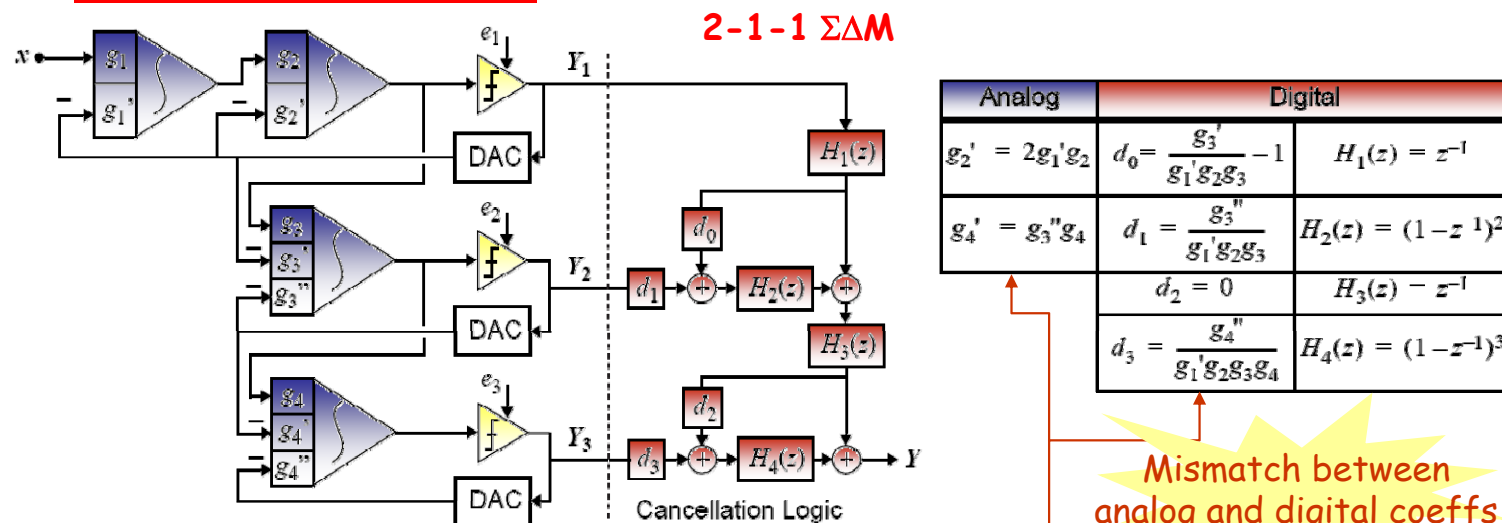 2-1-1 ΣΔM
x
g1
g1'
g2
g2'
e1
Y1
DAC
H1(z)
g3
g3'
g3"
e2
Y2
DAC
d0
d1
+
H2(z)
+
H3(z)
g4
g4'
g4"
e3
Y3
DAC
d2
d3
+
H4(z)
+
Y
Cancellation Logic
Analog
Digital
g2' = 2g1'g2
d0 = g3' / g1'g2g3 − 1
H1(z) = z⁻¹
g4' = g3"g4
d1 = g3" / g1'g2g3
H2(z) = (1 − z⁻¹)²
d2 = 0
H3(z) = z⁻¹
d3 = g4" / g1'g2g3g4
H4(z) = (1 − z⁻¹)³
Mismatch between
analog and digital coeffs